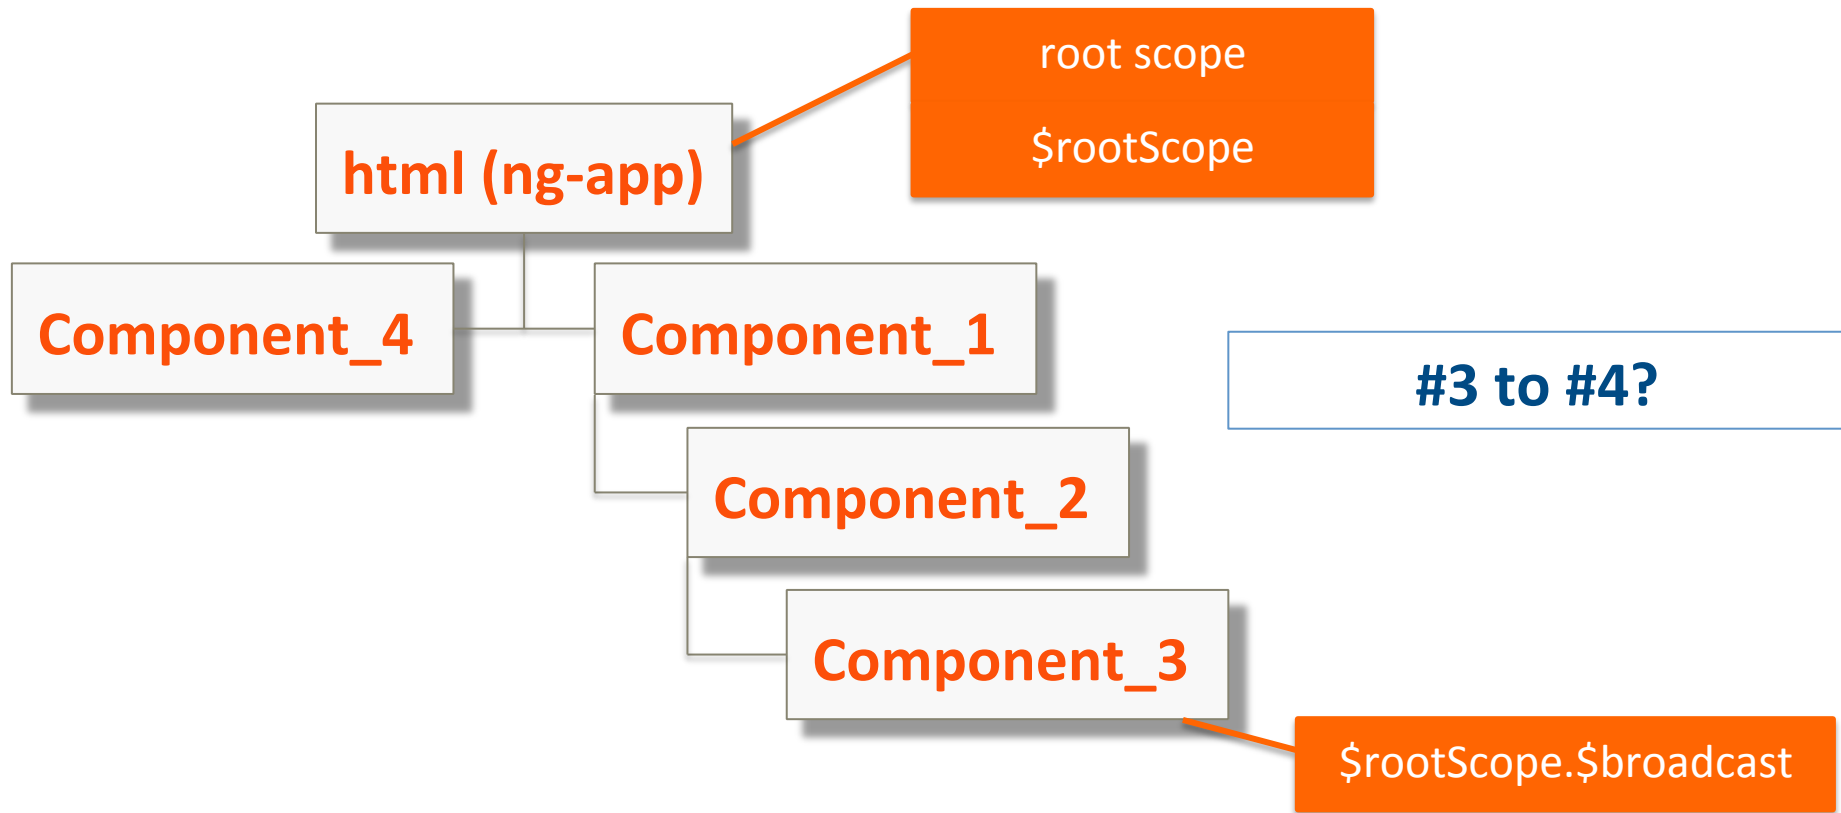 root scope
$rootScope
html (ng-app)
Component_4
Component_1
#3 to #4?
Component_2
Component_3
$rootScope.$broadcast